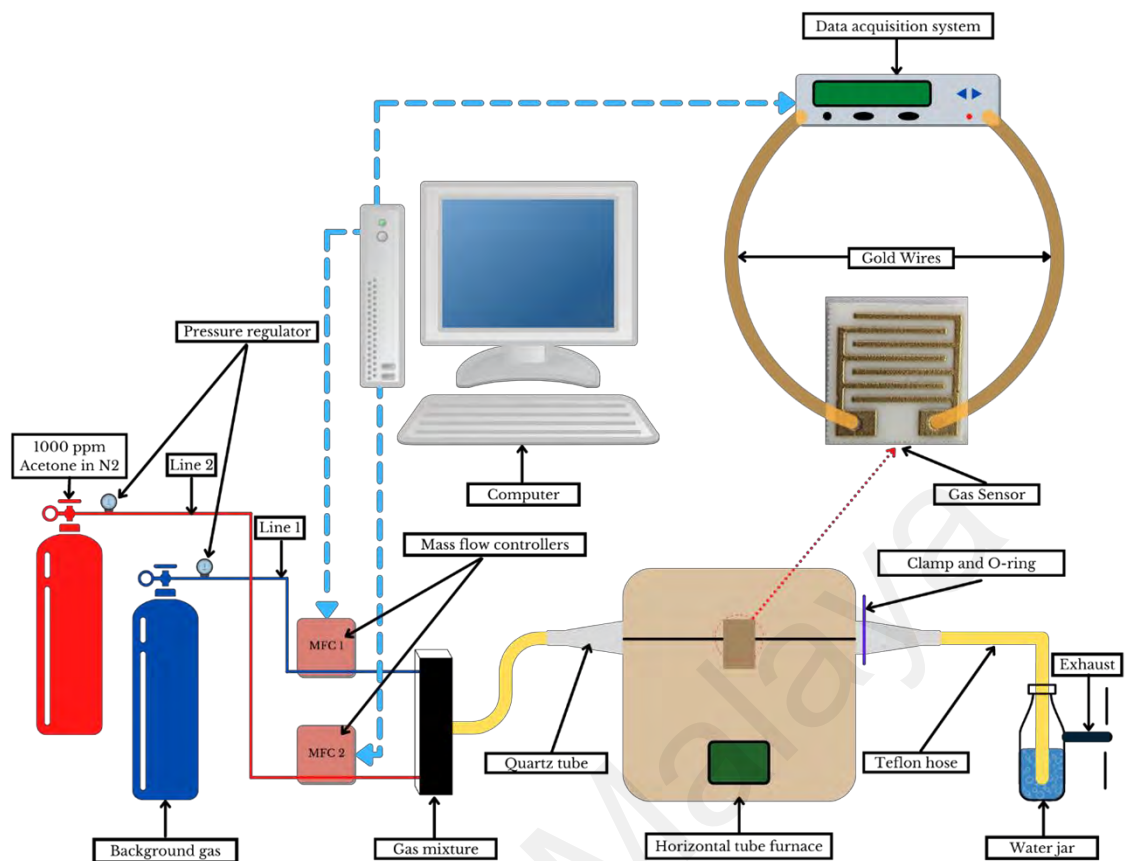 Data acquisition system
Gold Wires
Pressure regulator
1000 ppm
Acetone in N2
Line 2
Computer
Gas Sensor
Line 1
Mass flow controllers
Clamp and O-ring
MFC 1
Exhaust
MFC 2
Quartz tube
Teflon hose
Background gas
Gas mixture
Horizontal tube furnace
Water jar
Malaya